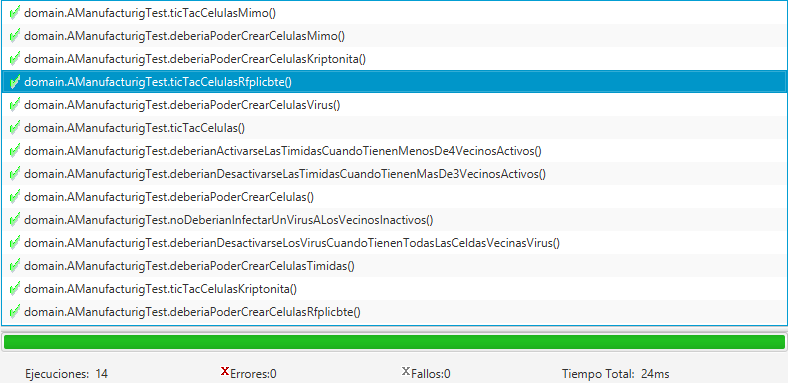 domain.AManufacturigTest.ticTacCelulasMimo()
domain.AManufacturigTest.deberiaPoderCrearCelulasMimo()
domain.AManufacturigTest.deberiaPoderCrearCelulasKriptonita()
domain.AManufacturigTest.ticTacCelulasRfplicbte()
domain.AManufacturigTest.deberiaPoderCrearCelulasVirus()
domain.AManufacturigTest.ticTacCelulas()
domain.AManufacturigTest.deberianActivarseLasTimidasCuandoTienenMenosDe4VecinosActivos()
domain.AManufacturigTest.deberianDesactivarseLasTimidasCuandoTienenMasDe3VecinosActivos()
domain.AManufacturigTest.deberiaPoderCrearCelulas()
domain.AManufacturigTest.noDeberianInfectarUnVirusALosVecinosInactivos()
domain.AManufacturigTest.deberianDesactivarseLosVirusCuandoTienenTodasLasCeldasVecinasVirus()
domain.AManufacturigTest.deberiaPoderCrearCelulasTimidas()
domain.AManufacturigTest.ticTacCelulasKriptonita()
domain.AManufacturigTest.deberiaPoderCrearCelulasRfplicbte()
Ejecuciones: 14 XErrores:0 XFallos:0 Tiempo Total: 24ms